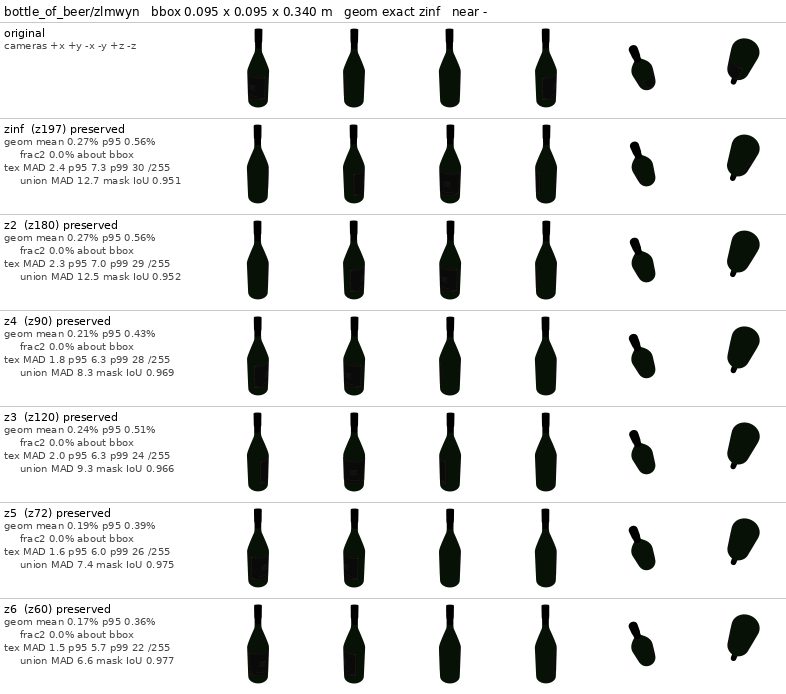 bottle_of_beer/zlmwyn bbox 0.095 x 0.095 x 0.340 m geom exact zinf near -
original
cameras +x +y -x -y +z -z
zinf (z197) preserved
geom mean 0.27% p95 0.56%
frac2 0.0% about bbox
tex MAD 2.4 p95 7.3 p99 30 /255
union MAD 12.7 mask IoU 0.951
z2 (z180) preserved
geom mean 0.27% p95 0.56%
frac2 0.0% about bbox
tex MAD 2.3 p95 7.0 p99 29 /255
union MAD 12.5 mask IoU 0.952
z4 (z90) preserved
geom mean 0.21% p95 0.43%
frac2 0.0% about bbox
tex MAD 1.8 p95 6.3 p99 28 /255
union MAD 8.3 mask IoU 0.969
z3 (z120) preserved
geom mean 0.24% p95 0.51%
frac2 0.0% about bbox
tex MAD 2.0 p95 6.3 p99 24 /255
union MAD 9.3 mask IoU 0.966
z5 (z72) preserved
geom mean 0.19% p95 0.39%
frac2 0.0% about bbox
tex MAD 1.6 p95 6.0 p99 26 /255
union MAD 7.4 mask IoU 0.975
z6 (z60) preserved
geom mean 0.17% p95 0.36%
frac2 0.0% about bbox
tex MAD 1.5 p95 5.7 p99 22 /255
union MAD 6.6 mask IoU 0.977